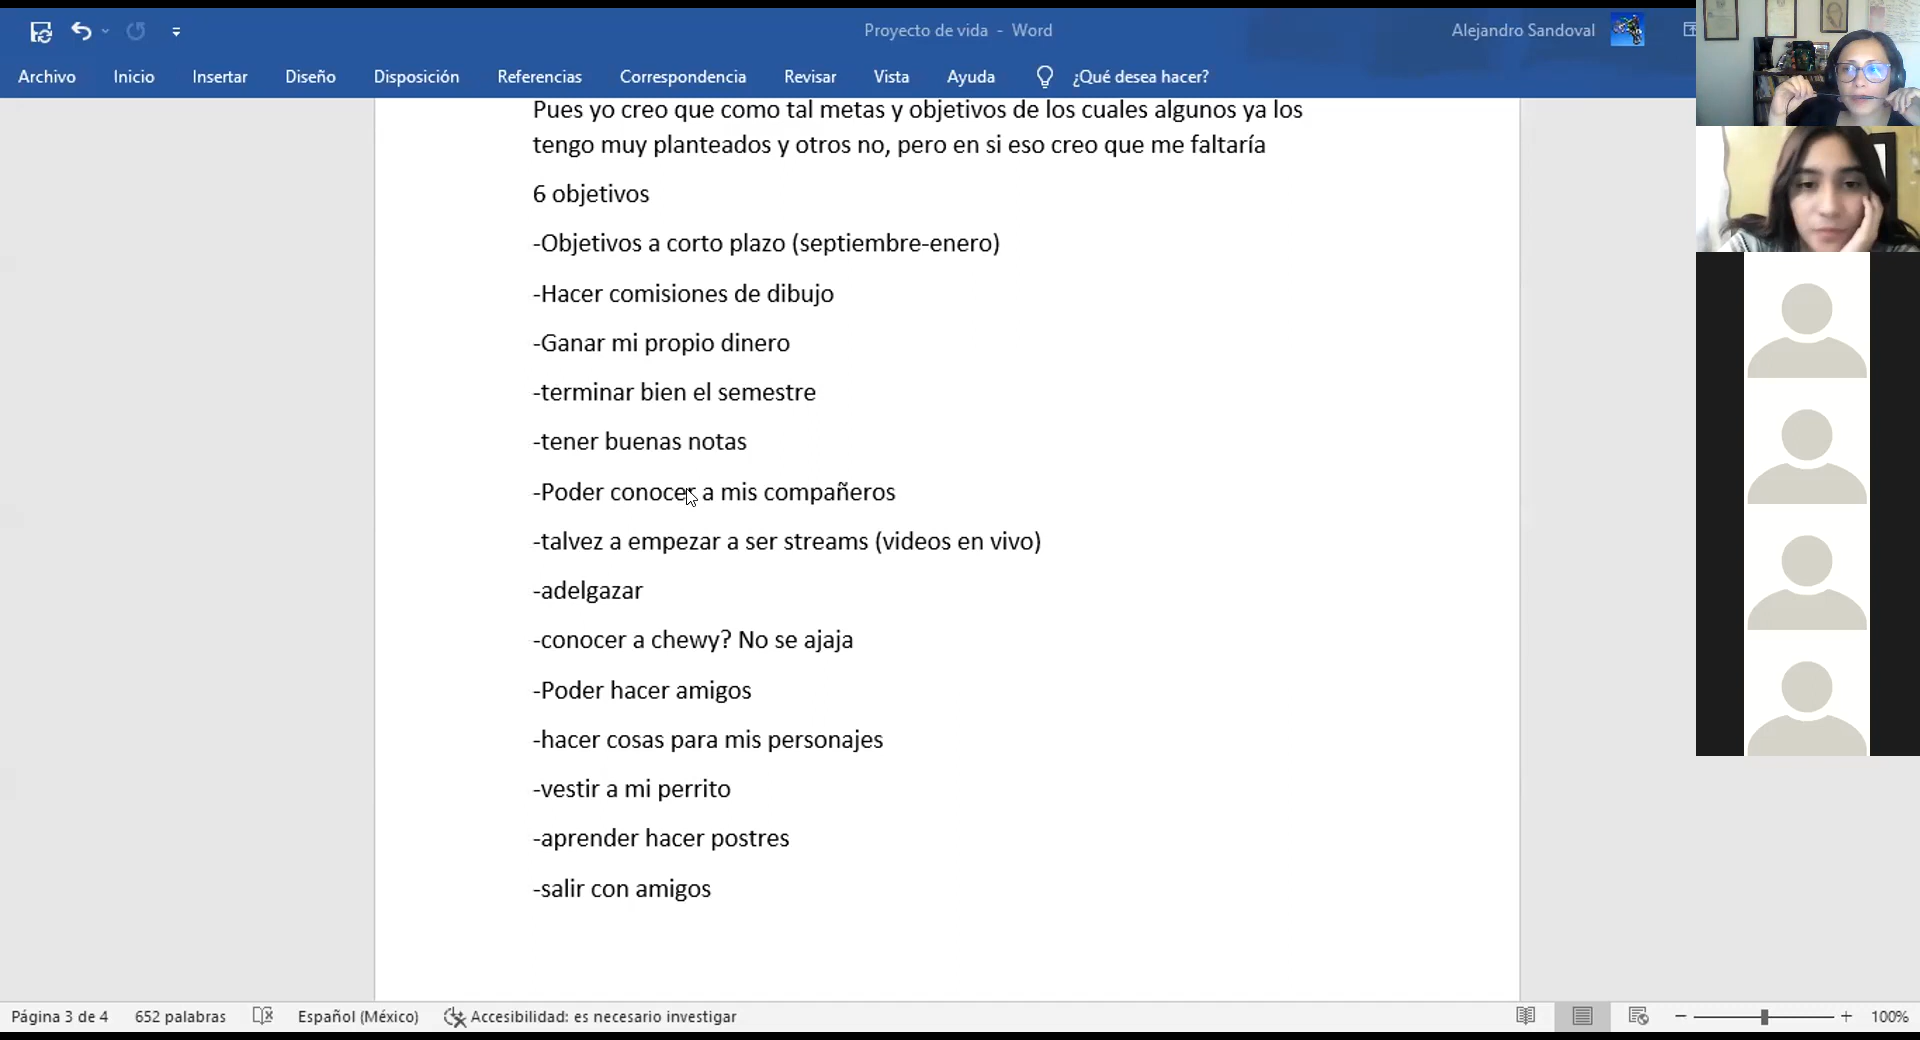 Proyecto de vida - Word
Alejandro Sandoval
Archivo Inicio Insertar Diseño Disposición Referencias Correspondencia Revisar Vista Ayuda ¿Qué desea hacer?
Pues yo creo que como tal metas y objetivos de los cuales algunos ya los
tengo muy planteados y otros no, pero en si eso creo que me faltaría
6 objetivos
-Objetivos a corto plazo (septiembre-enero)
-Hacer comisiones de dibujo
-Ganar mi propio dinero
-terminar bien el semestre
-tener buenas notas
-Poder conocer a mis compañeros
-talvez a empezar a ser streams (videos en vivo)
-adelgazar
-conocer a chewy? No se ajaja
-Poder hacer amigos
-hacer cosas para mis personajes
-vestir a mi perrito
-aprender hacer postres
-salir con amigos
Página 3 de 4 652 palabras Español (México) Accesibilidad: es necesario investigar 100%